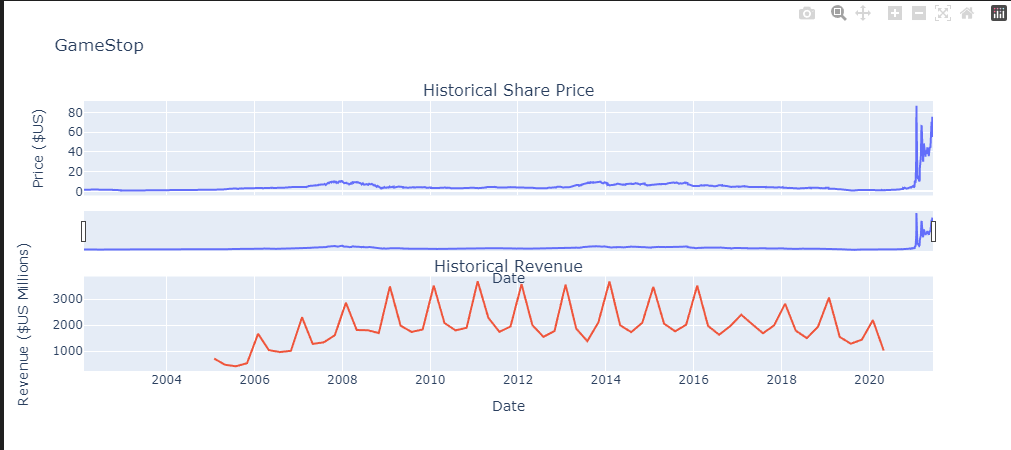 GameStop
Historical Share Price
Price ($US)
80
60
40
20
0
Historical Revenue
Date
Revenue ($US Millions)
3000
2000
1000
2004 2006 2008 2010 2012 2014 2016 2018 2020
Date